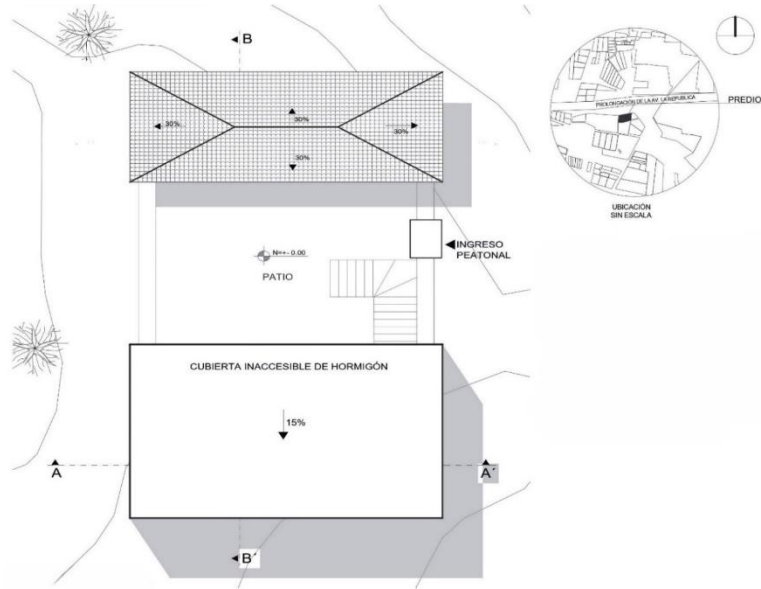 B
30%
30%
30%
30%
N=+- 0.00
PATIO
INGRESO
PEATONAL
CUBIERTA INACCESIBLE DE HORMIGÓN
15%
A
A´
B´
PROLONGACIÓN DE LA AV. LA REPUBLICA
PREDIO
UBICACIÓN
SIN ESCALA